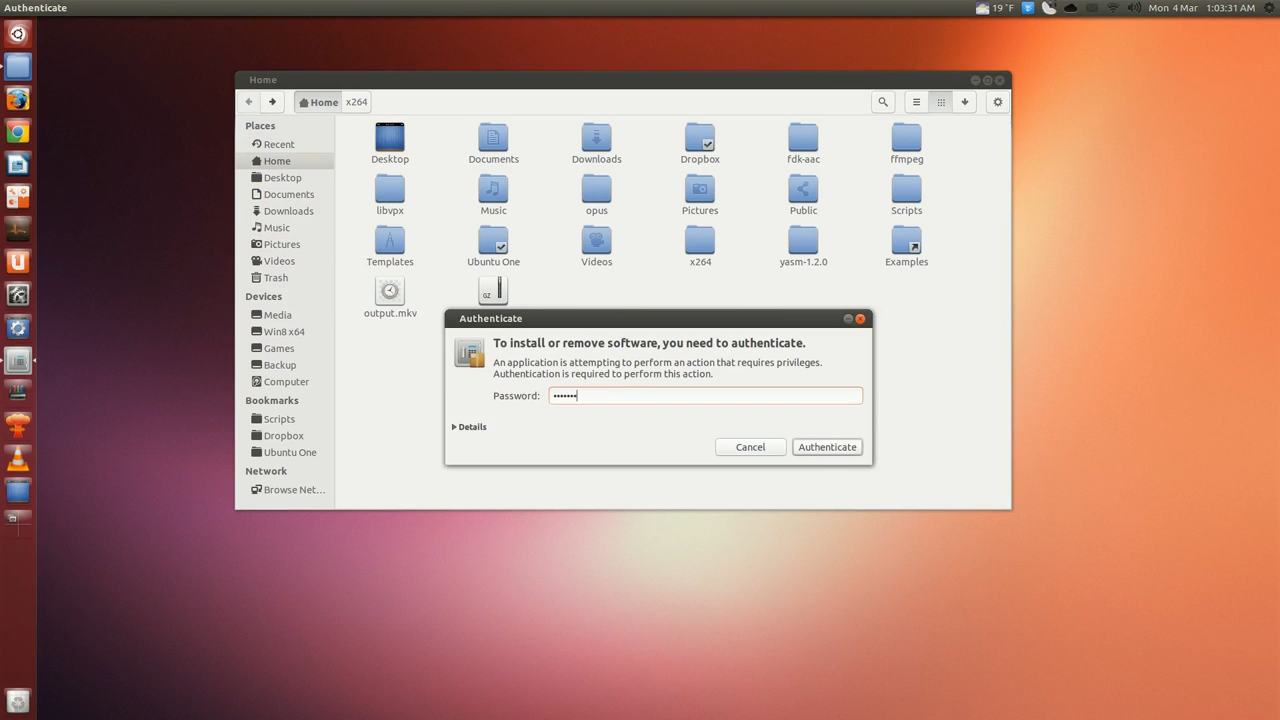 Authenticate
19 °F
Mon 4 Mar
1:03:31 AM
Home
Home
x264
Places
Recent
Home
Desktop
Documents
Downloads
Music
Pictures
Videos
Trash
Devices
Media
Win8 x64
Games
Backup
Computer
Bookmarks
Scripts
Dropbox
Ubuntu One
Network
Browse Net...
Desktop
Documents
Downloads
Dropbox
fdk-aac
ffmpeg
libvpx
Music
opus
Pictures
Public
Scripts
Templates
Ubuntu One
Videos
x264
yasm-1.2.0
Examples
output.mkv
GZ
Authenticate
To install or remove software, you need to authenticate.
An application is attempting to perform an action that requires privileges.
Authentication is required to perform this action.
Password: •••••••
Details
Cancel
Authenticate